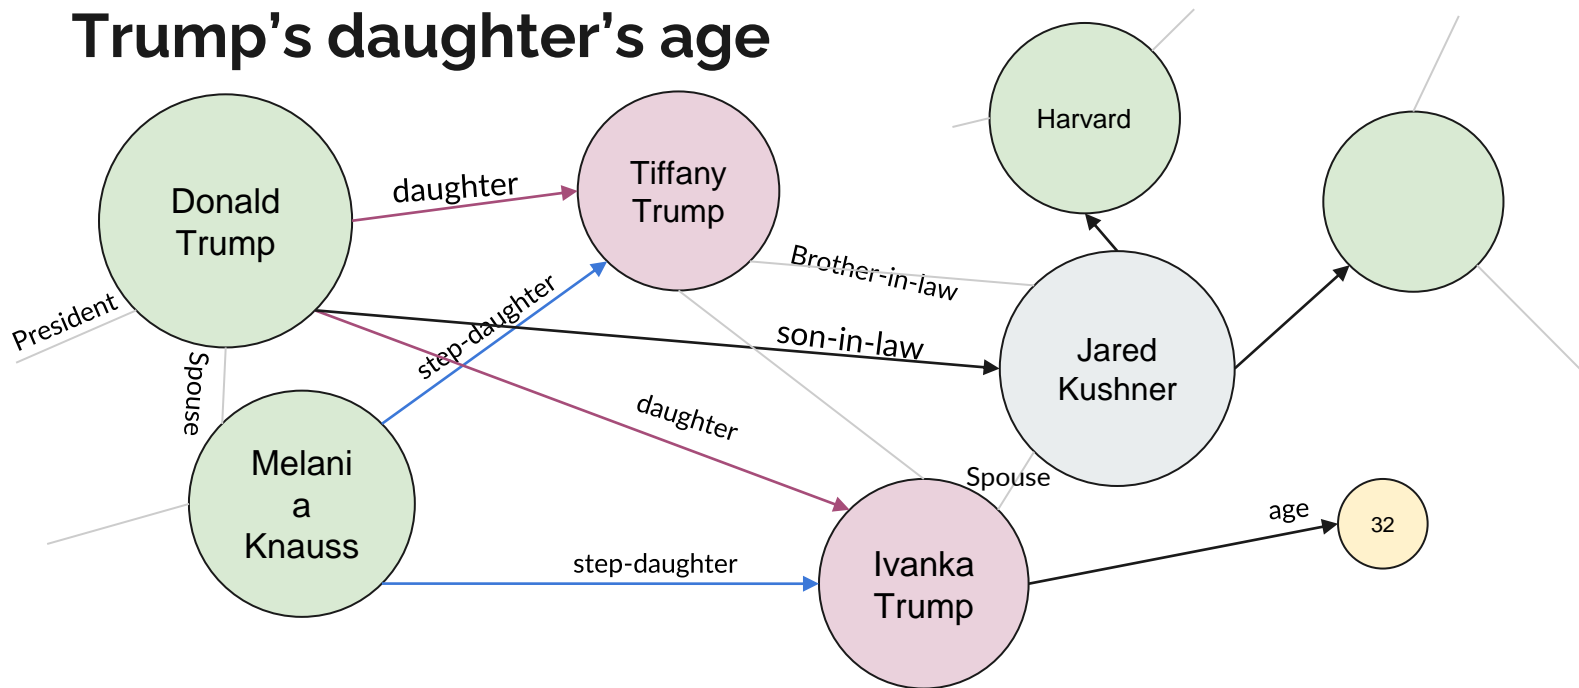 Trump’s daughter’s age
Harvard
Tiffany
Trump
Donald
Trump
daughter
Brother-in-law
President
step-daughter
son-in-law
Jared
Kushner
Spouse
daughter
Melani
a
Knauss
Spouse
age
32
step-daughter
Ivanka
Trump